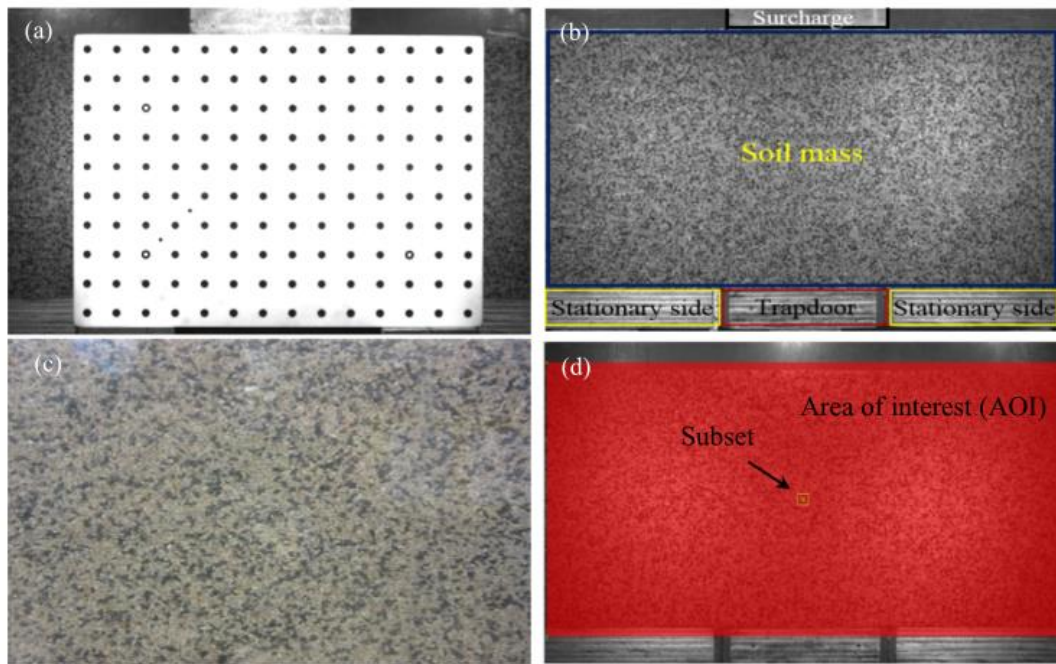 (a)
(b)
Surcharge
Soil mass
Stationary side
Trapdoor
Stationary side
(c)
(d)
Area of interest (AOI)
Subset